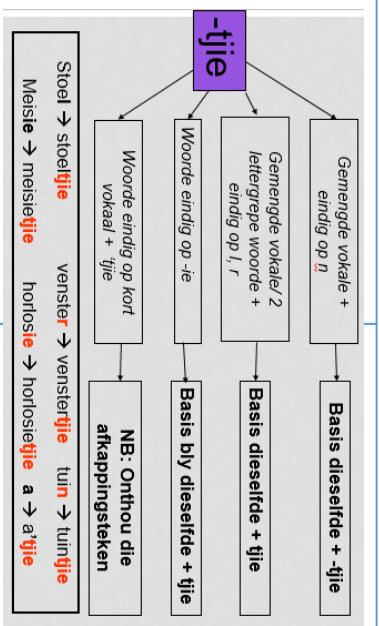 -tjie
Gemengde vokale +
eindig op n
Basis dieselfde + -tjie
Gemengde vokale/ 2
lettergrepe woorde +
eindig op l, r
Basis dieselfde + tjie
Woorde eindig op -ie
Basis bly dieselfde + tjie
Woorde eindig op kort
vokaal + ‘tjie
NB: Onthou die
afkappingsteken
Stoel → stoeltjie venster → venstertjie tuin → tuintjie
Meisie → meisietjie horlosie → horlosietjie a → a’tjie